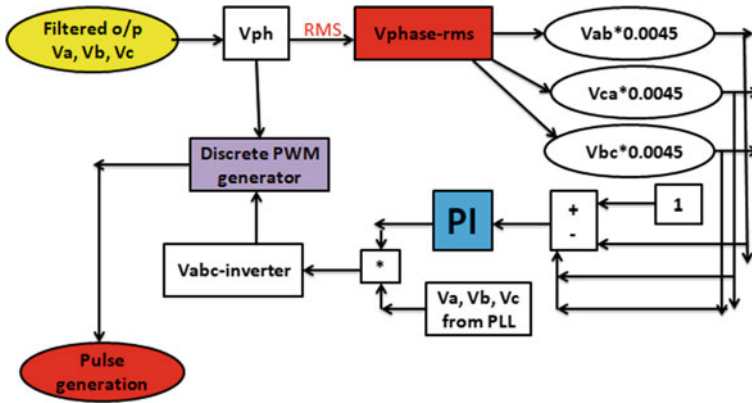 Filtered o/p
Va, Vb, Vc
Vph
RMS
Vphase-rms
Vab*0.0045
Vca*0.0045
Vbc*0.0045
Discrete PWM
generator
PI
+
-
1
Vabc-inverter
*
Va, Vb, Vc
from PLL
Pulse
generation